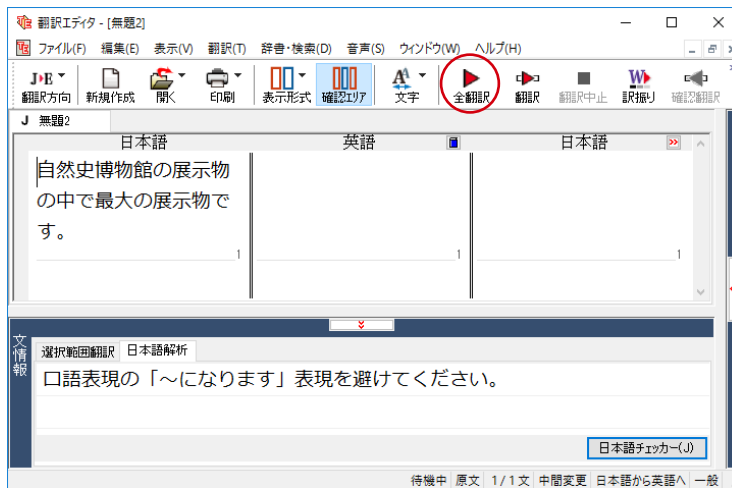 翻訳エディタ - [無題2]
ファイル(F) 編集(E) 表示(V) 翻訳(T) 辞書・検索(D) 音声(S) ウィンドウ(W) ヘルプ(H)
J▶E
翻訳方向 新規作成 開く 印刷 表示形式 確認エリア 文字 全翻訳 翻訳 翻訳中止 訳振り 確認翻訳
J 無題2
日本語 英語 日本語
自然史博物館の展示物
の中で最大の展示物で
す。
1 1 1
文情報
選択範囲翻訳 日本語解析
口語表現の「~になります」表現を避けてください。
日本語チェッカー(J)
待機中 原文 1/1文 中間変更 日本語から英語へ 一般